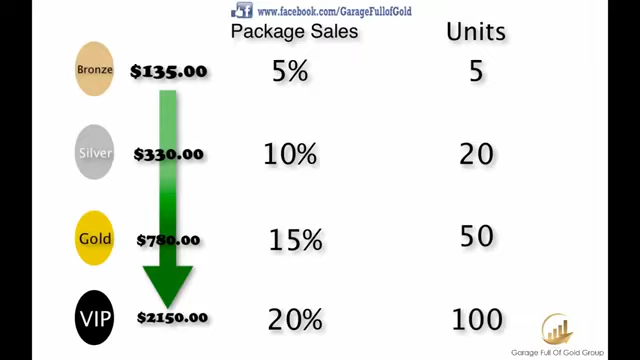 www.facebook.com/GarageFullofGold
Package Sales Units
Bronze $135.00 5% 5
Silver $330.00 10% 20
Gold $780.00 15% 50
VIP $2150.00 20% 100
Garage Full Of Gold Group